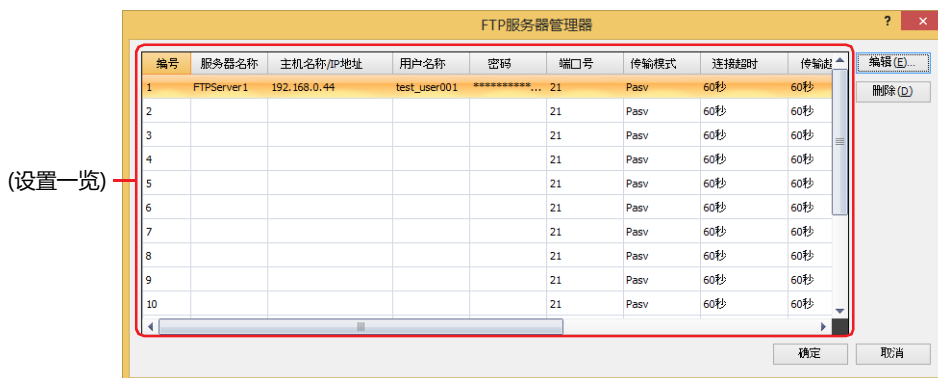 FTP服务器管理器
? ×
编号 服务器名称 主机名称/IP地址 用户名称 密码 端口号 传输模式 连接超时 传输超
编辑(E)...
1 FTPServer1 192.168.0.44 test_user001 **********... 21 Pasv 60秒 60秒
删除(D)
2 21 Pasv 60秒 60秒
3 21 Pasv 60秒 60秒
4 21 Pasv 60秒 60秒
(设置一览)
5 21 Pasv 60秒 60秒
6 21 Pasv 60秒 60秒
7 21 Pasv 60秒 60秒
8 21 Pasv 60秒 60秒
9 21 Pasv 60秒 60秒
10 21 Pasv 60秒 60秒
确定 取消